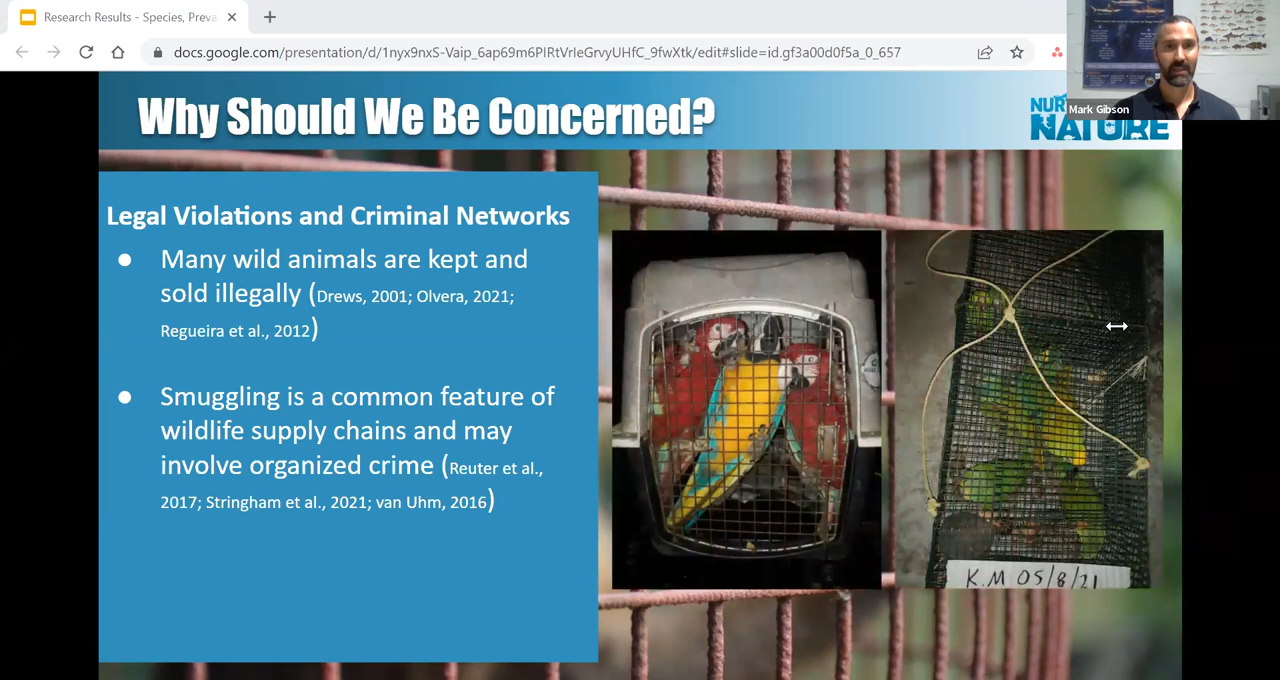 Research Results - Species, Preva
docs.google.com/presentation/d/1nyx9nxS-Vaip_6ap69m6PIRtVrIeGrvyUHfC_9fwXtk/edit#slide=id.gf3a00d0f5a_0_657
Mark Gibson
Why Should We Be Concerned?
NUR
NATURE
Legal Violations and Criminal Networks
● Many wild animals are kept and
sold illegally (Drews, 2001; Olvera, 2021;
Regueira et al., 2012)
● Smuggling is a common feature of
wildlife supply chains and may
involve organized crime (Reuter et al.,
2017; Stringham et al., 2021; van Uhm, 2016)
K.M 05/8/21